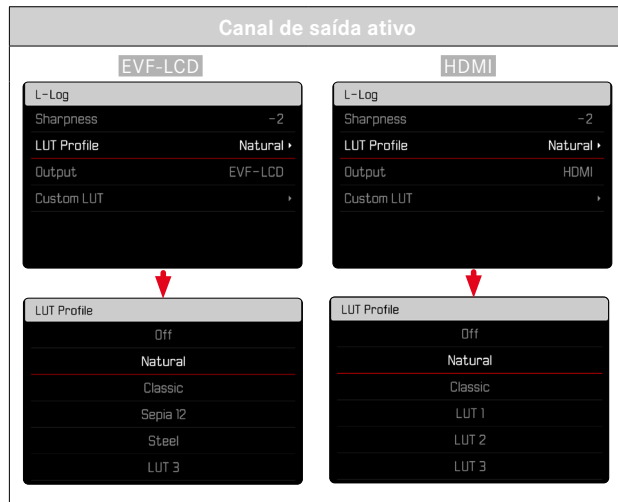 Canal de saída ativo
EVF-LCD
L-Log
Sharpness -2
LUT Profile Natural
Output EVF-LCD
Custom LUT
LUT Profile
Off
Natural
Classic
Sepia 12
Steel
LUT 3
HDMI
L-Log
Sharpness -2
LUT Profile Natural
Output HDMI
Custom LUT
LUT Profile
Off
Natural
Classic
LUT 1
LUT 2
LUT 3